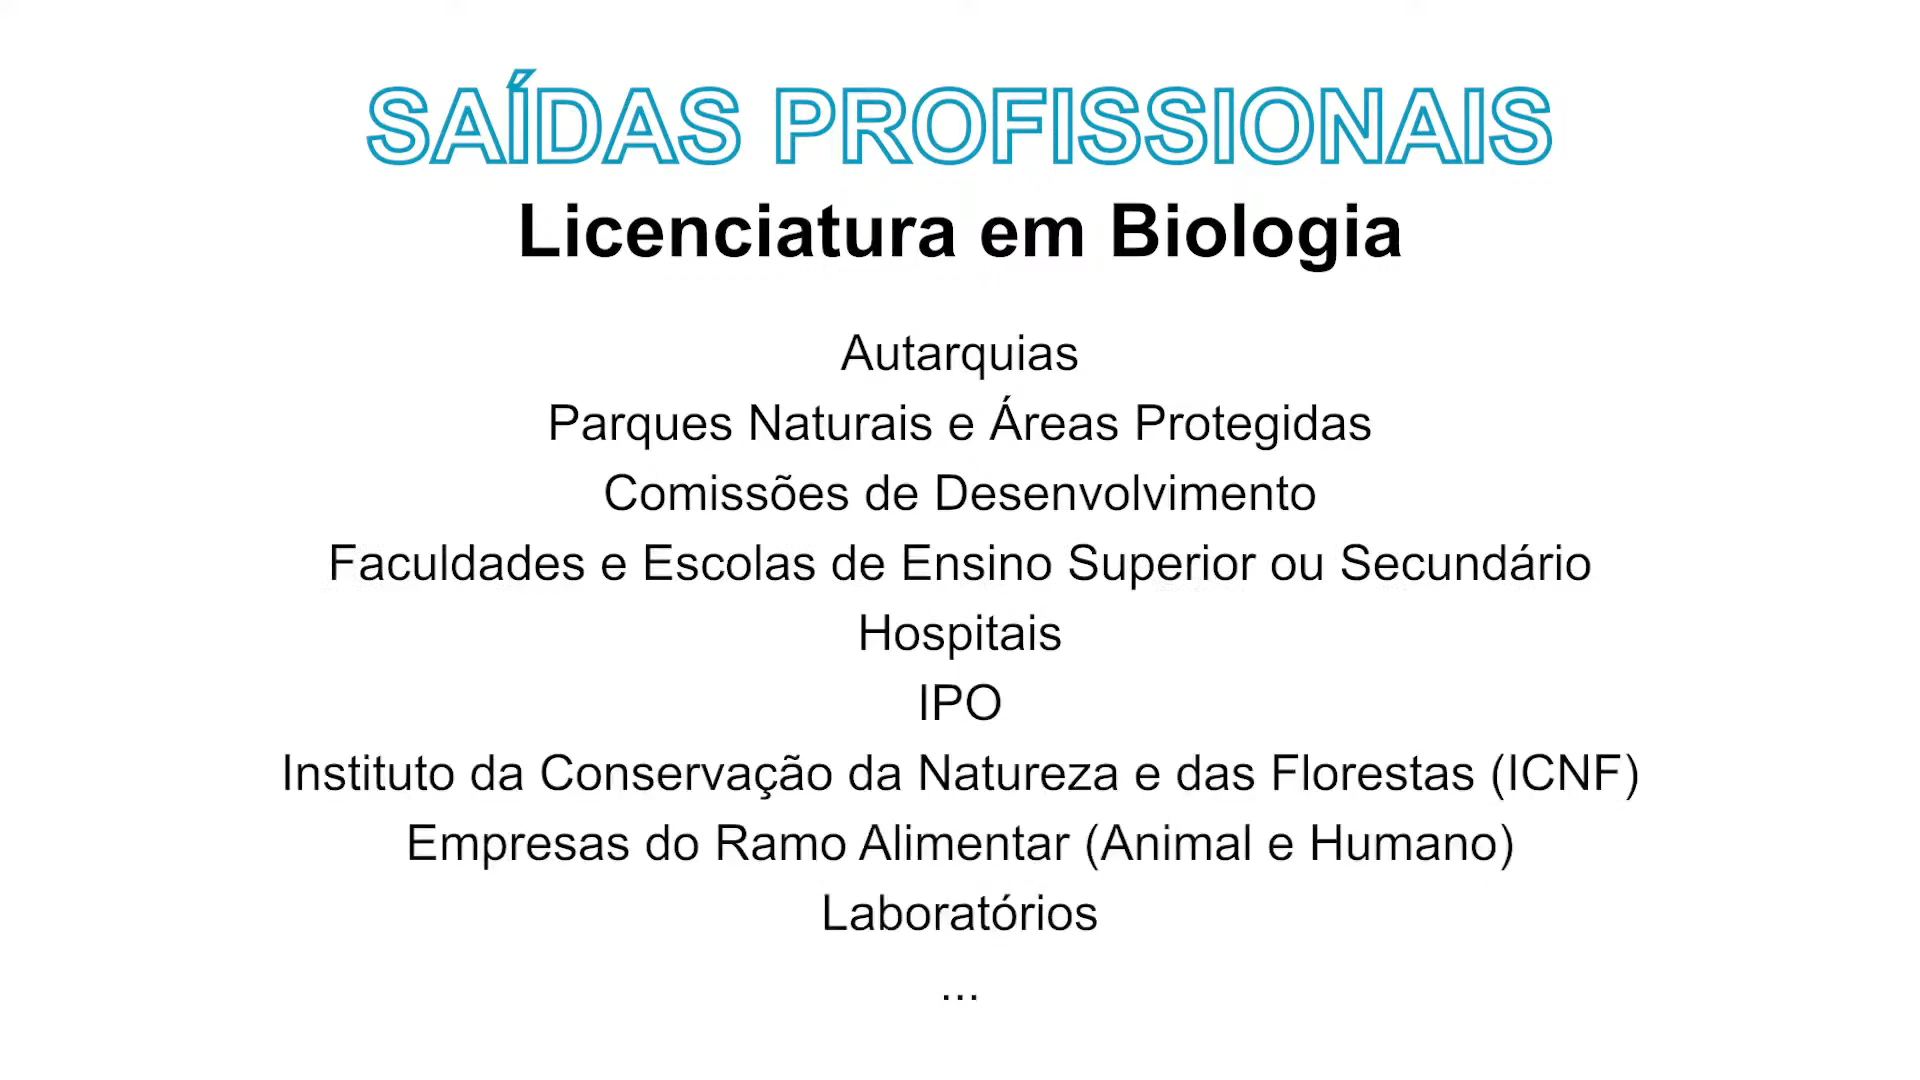 SAÍDAS PROFISSIONAIS
Licenciatura em Biologia
Autarquias
Parques Naturais e Áreas Protegidas
Comissões de Desenvolvimento
Faculdades e Escolas de Ensino Superior ou Secundário
Hospitais
IPO
Instituto da Conservação da Natureza e das Florestas (ICNF)
Empresas do Ramo Alimentar (Animal e Humano)
Laboratórios
...